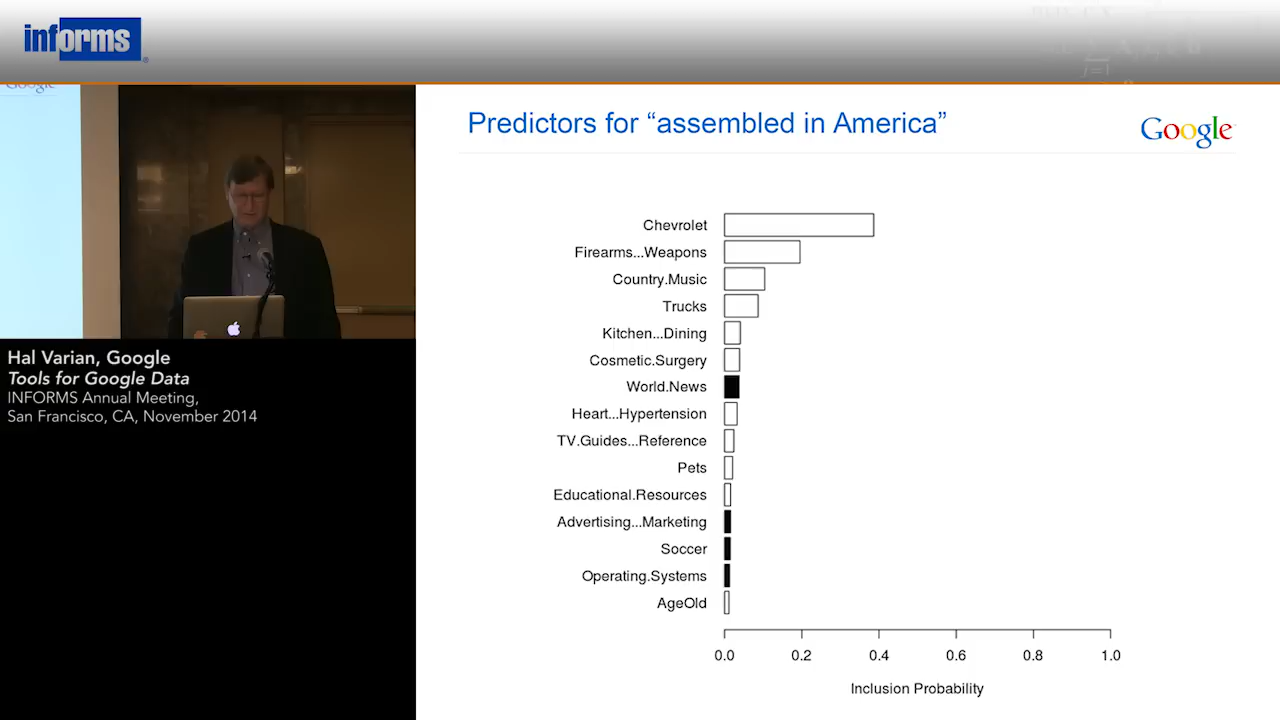 informs
Google
Hal Varian, Google
Tools for Google Data
INFORMS Annual Meeting,
San Francisco, CA, November 2014
Predictors for “assembled in America”
Google
Chevrolet
Firearms...Weapons
Country.Music
Trucks
Kitchen...Dining
Cosmetic.Surgery
World.News
Heart...Hypertension
TV.Guides...Reference
Pets
Educational.Resources
Advertising...Marketing
Soccer
Operating.Systems
AgeOld
0.0 0.2 0.4 0.6 0.8 1.0
Inclusion Probability